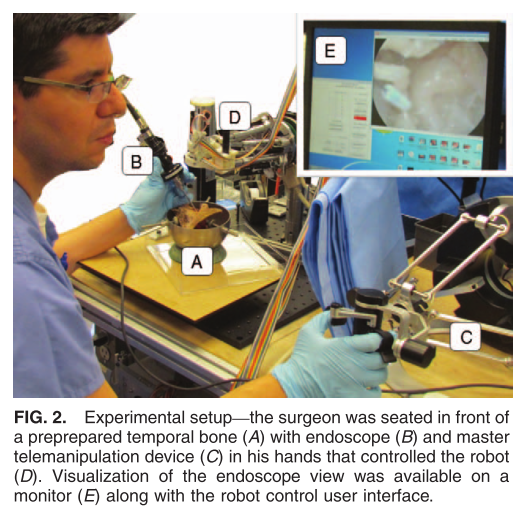 E
D
B
A
C
FIG. 2. Experimental setup—the surgeon was seated in front of
a preprepared temporal bone (A) with endoscope (B) and master
telemanipulation device (C) in his hands that controlled the robot
(D). Visualization of the endoscope view was available on a
monitor (E) along with the robot control user interface.